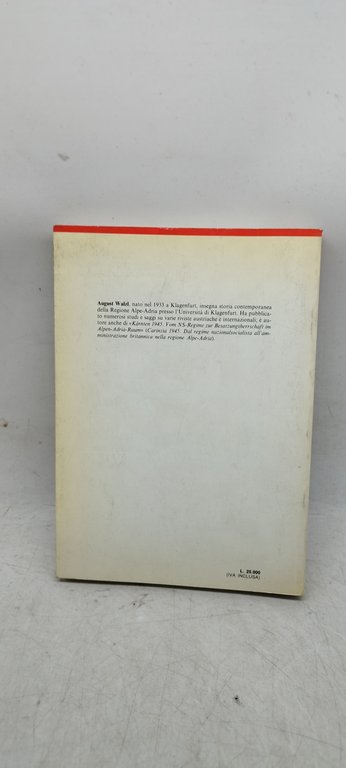 August Walzl, nato nel 1933 a Klagenfurt, insegna storia contemporanea
della Regione Alpe-Adria presso l'Università di Klagenfurt. Ha pubblica-
to numerosi studi e saggi su varie riviste austriache e internazionali; è au-
tore anche di «Kärnten 1945. Vom NS-Regime zur Besatzungsherrschaft im
Alpen-Adria-Raum» (Carinzia 1945. Dal regime nazionalsocialista all'am-
ministrazione britannica nella regione Alpe-Adria).
L. 25.000
(IVA INCLUSA)